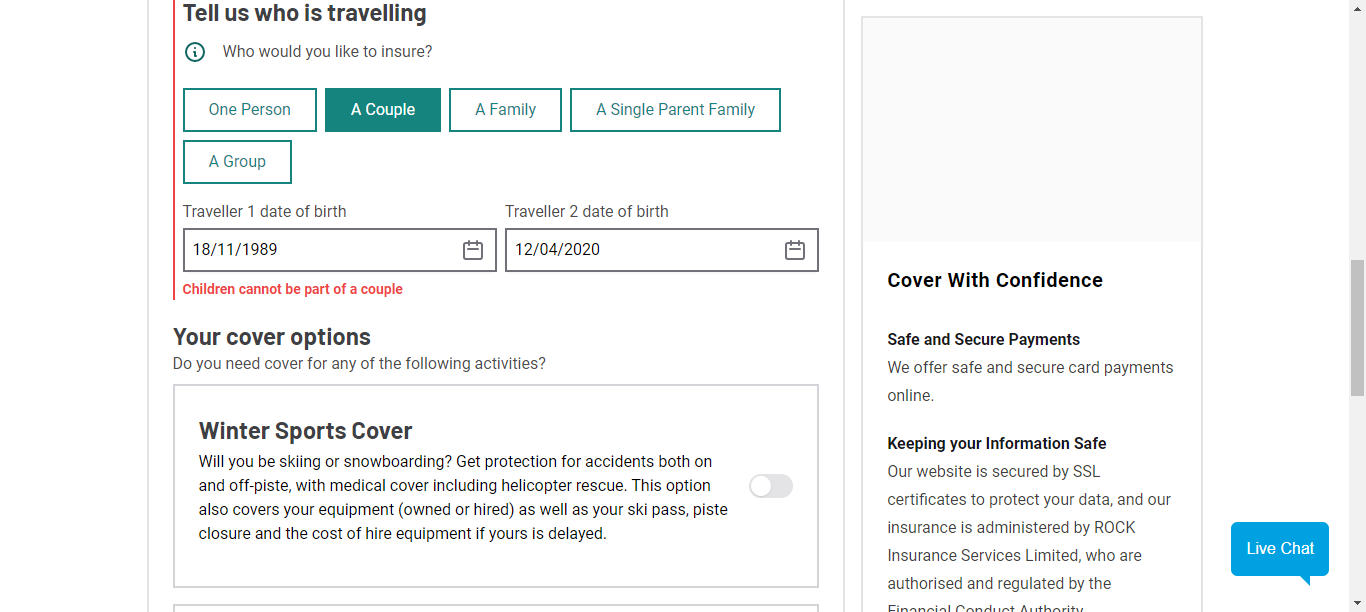 Tell us who is travelling
Who would you like to insure?
One Person
A Couple
A Family
A Single Parent Family
A Group
Traveller 1 date of birth
Traveller 2 date of birth
18/11/1989
12/04/2020
Children cannot be part of a couple
Your cover options
Do you need cover for any of the following activities?
Winter Sports Cover
Will you be skiing or snowboarding? Get protection for accidents both on
and off-piste, with medical cover including helicopter rescue. This option
also covers your equipment (owned or hired) as well as your ski pass, piste
closure and the cost of hire equipment if yours is delayed.
Cover With Confidence
Safe and Secure Payments
We offer safe and secure card payments
online.
Keeping your Information Safe
Our website is secured by SSL
certificates to protect your data, and our
insurance is administered by ROCK
Insurance Services Limited, who are
authorised and regulated by the
Financial Conduct Authority
Live Chat